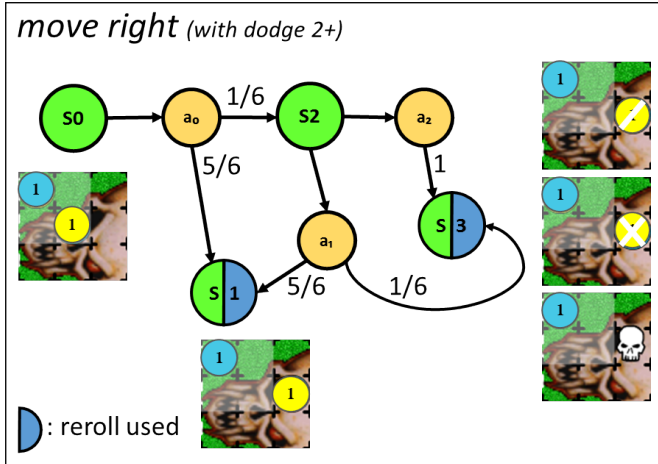 move right (with dodge 2+)
S0
a₀
1/6
S2
a₂
5/6
1
1
1
a₁
S 3
S 1
5/6
1/6
1
1
1
1
1
1
: reroll used